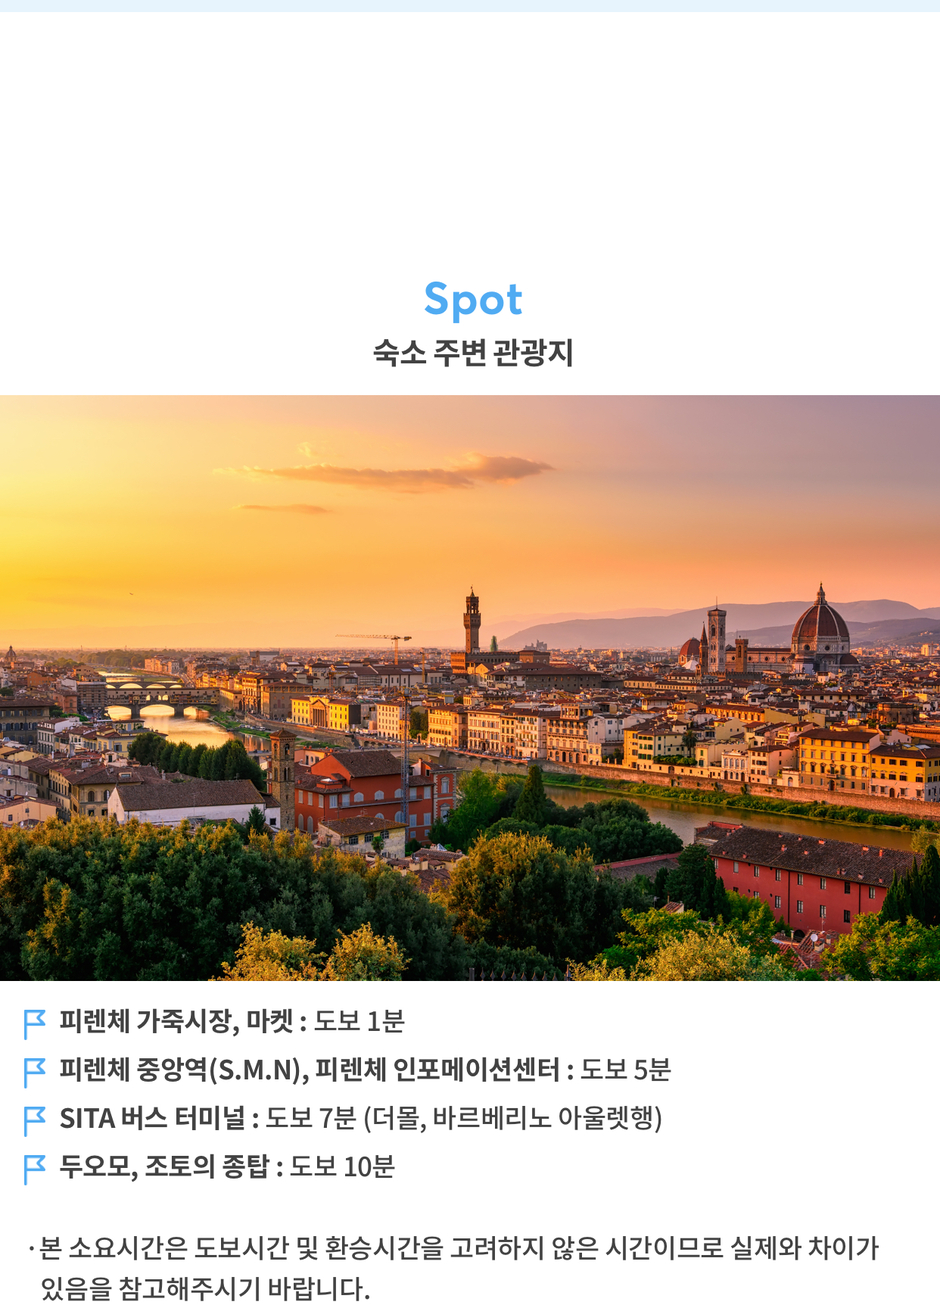 Spot
숙소 주변 관광지
피렌체 가죽시장, 마켓 : 도보 1분
피렌체 중앙역(S.M.N), 피렌체 인포메이션센터 : 도보 5분
SITA 버스 터미널 : 도보 7분 (더몰, 바르베리노 아울렛행)
두오모, 조토의 종탑 : 도보 10분
· 본 소요시간은 도보시간 및 환승시간을 고려하지 않은 시간이므로 실제와 차이가
있음을 참고해주시기 바랍니다.